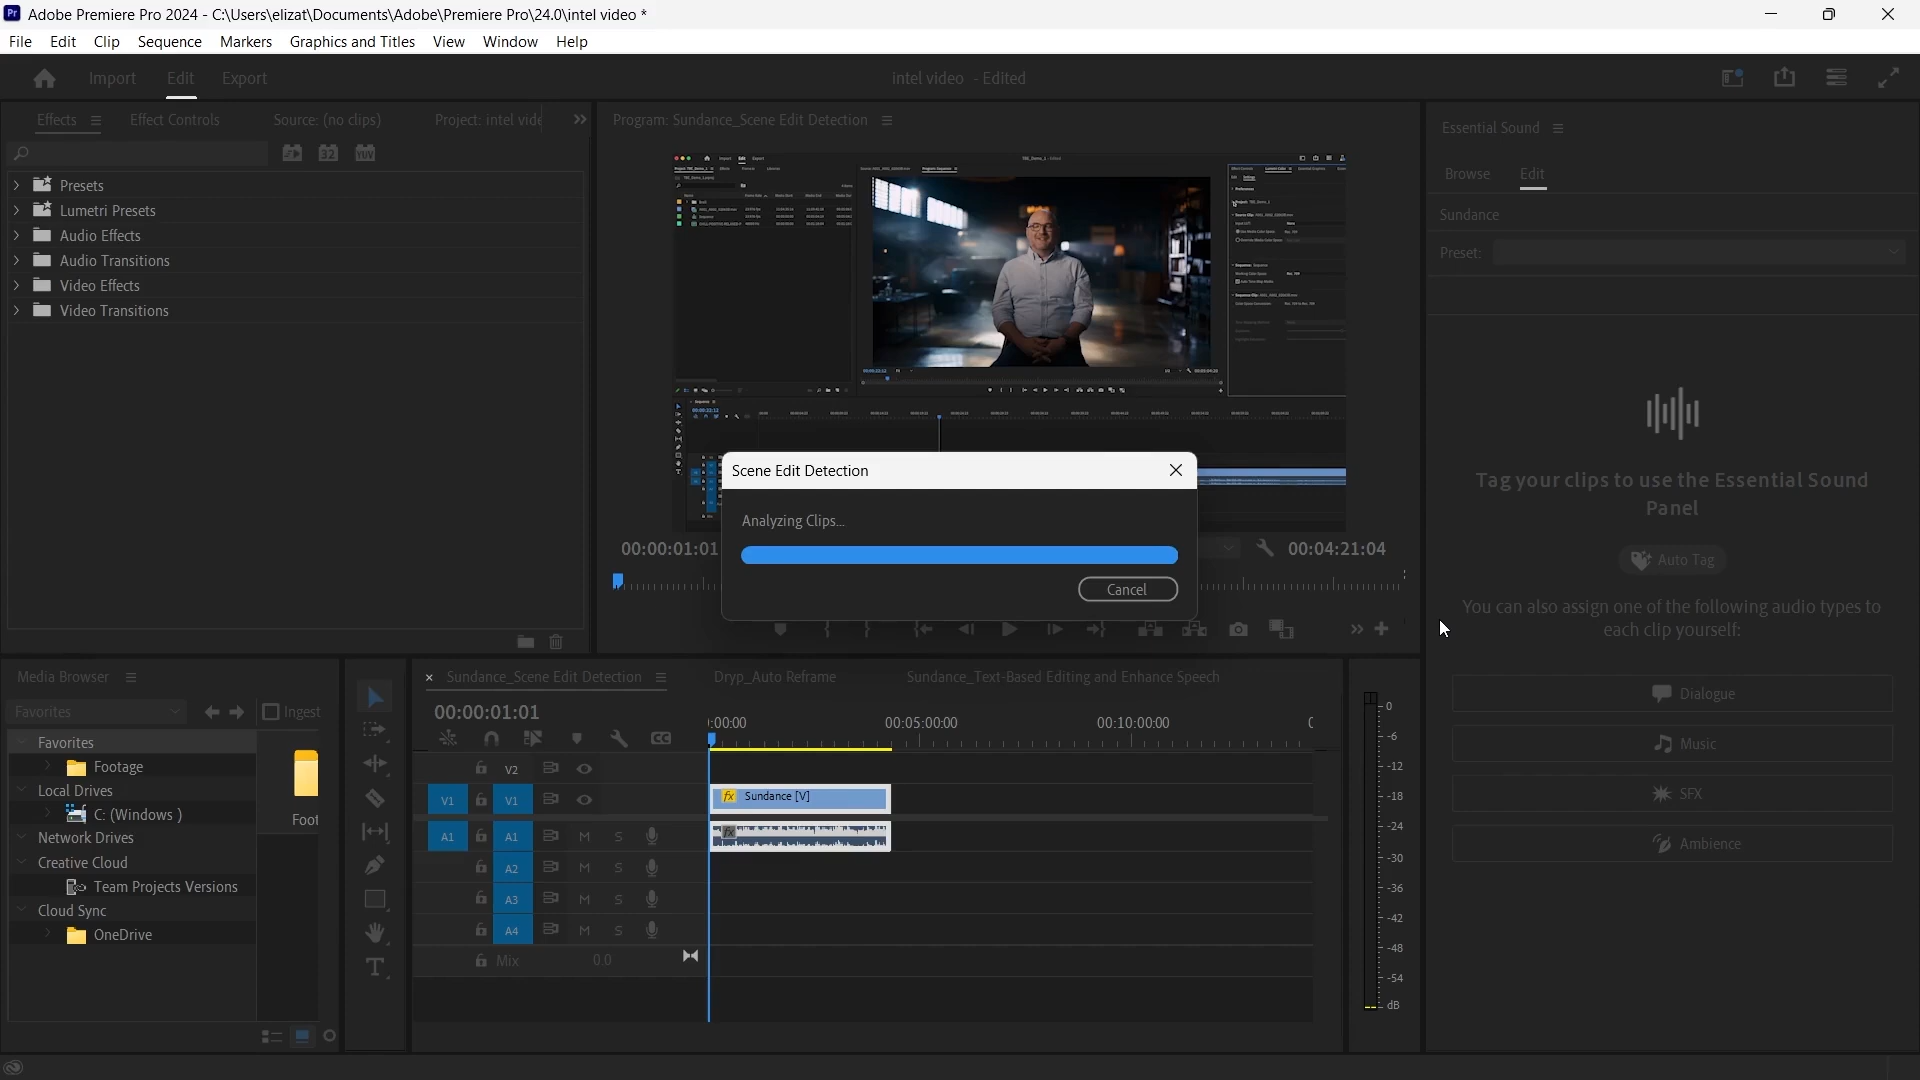 Adobe Premiere Pro 2024 - C:\Users\elizat\Documents\Adobe\Premiere Pro\24.0\intel video *
File Edit Clip Sequence Markers Graphics and Titles View Window Help
Import Edit Export
intel video - Edited
Effects
Effect Controls
Source: (no clips)
Project: intel vide
Program: Sundance_Scene Edit Detection
Essential Sound
Browse Edit
Sundance
Preset:
Presets
Lumetri Presets
Audio Effects
Audio Transitions
Video Effects
Video Transitions
Scene Edit Detection
Analyzing Clips...
Cancel
00:00:01:01
00:04:21:04
Tag your clips to use the Essential Sound
Panel
Auto Tag
You can also assign one of the following audio types to
each clip yourself:
Dialogue
Music
SFX
Ambience
Media Browser
Favorites
Ingest
Favorites
Footage
Local Drives
C: (Windows )
Network Drives
Creative Cloud
Team Projects Versions
Cloud Sync
OneDrive
Foot
Sundance_Scene Edit Detection
Dryp_Auto Reframe
Sundance_Text-Based Editing and Enhance Speech
00:00:01:01
:00:00
00:05:00:00
00:10:00:00
V2
V1 V1
Sundance [V]
A1 A1 M S
A2 M S
A3 M S
A4 M S
Mix 0.0
0
-6
-12
-18
-24
-30
-36
-42
-48
-54
dB